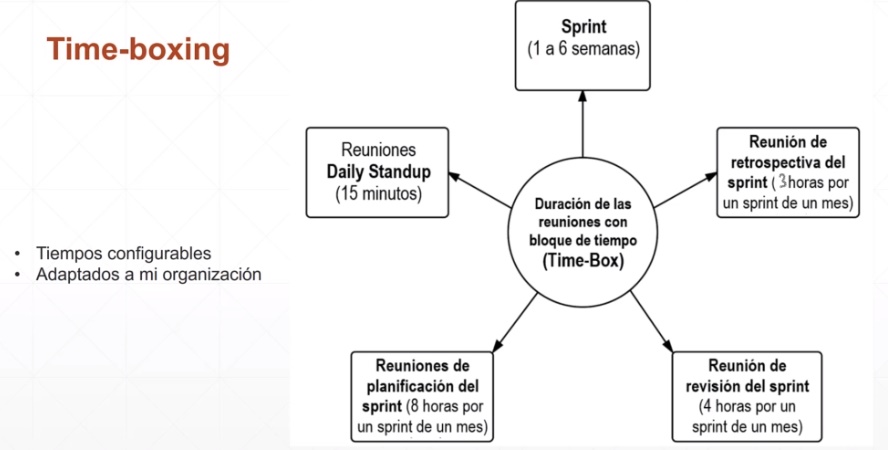 Time-boxing
• Tiempos configurables
• Adaptados a mi organización
Sprint
(1 a 6 semanas)
Reuniones
Daily Standup
(15 minutos)
Reunión de
retrospectiva del
sprint (3horas por
un sprint de un mes)
Duración de las
reuniones con
bloque de tiempo
(Time-Box)
Reuniones de
planificación del
sprint (8 horas por
un sprint de un mes)
Reunión de
revisión del sprint
(4 horas por un
sprint de un mes)